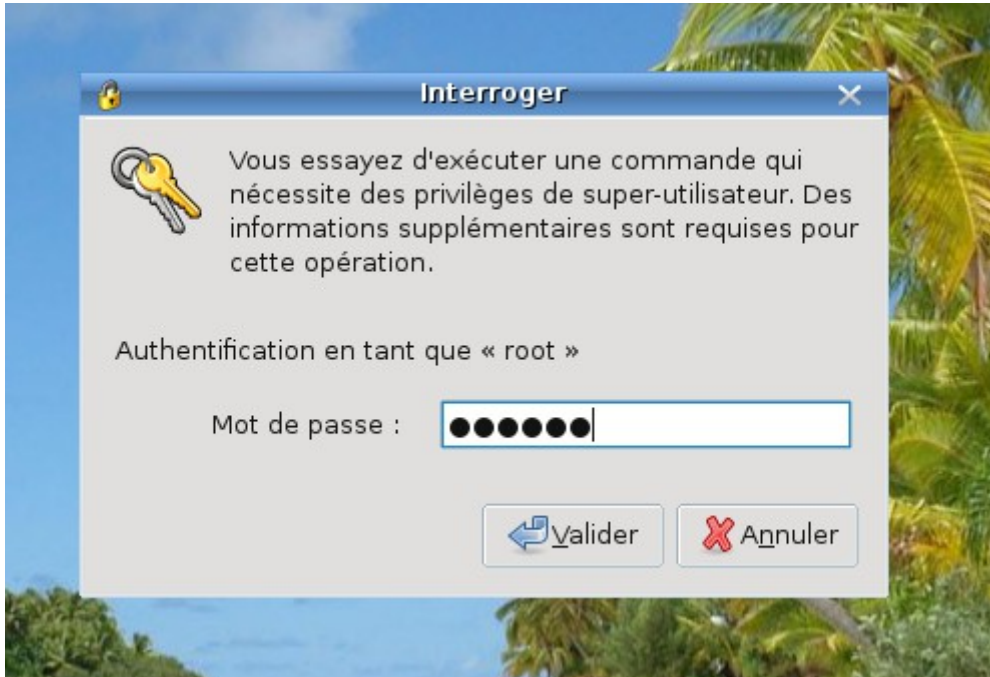 Interroger
Vous essayez d'exécuter une commande qui
nécessite des privilèges de super-utilisateur. Des
informations supplémentaires sont requises pour
cette opération.
Authentification en tant que « root »
Mot de passe : ●●●●●●
Valider Annuler